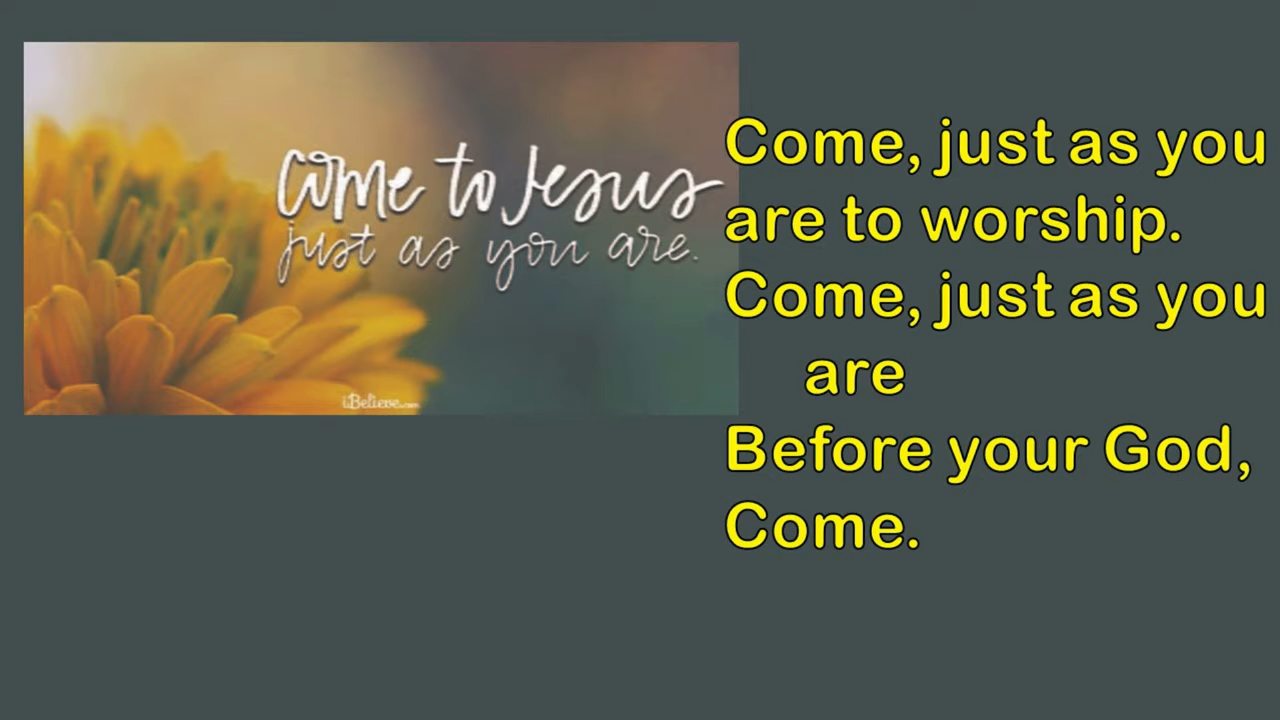 come to Jesus
just as you are.
iBelieve.com
Come, just as you
are to worship.
Come, just as you
are
Before your God,
Come.